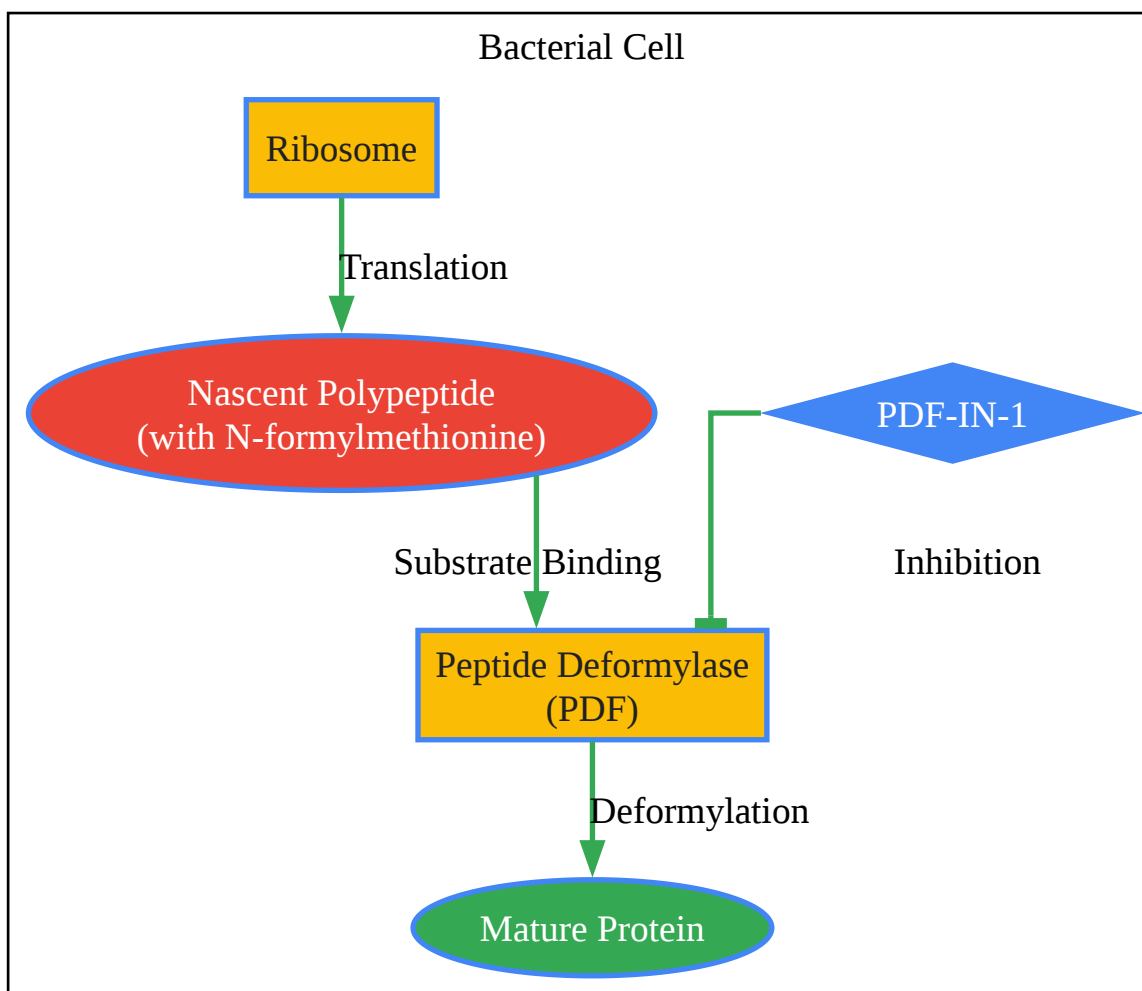 Bacterial Cell
Ribosome
Translation
Nascent Polypeptide
(with N-formylmethionine)
PDF-IN-1
Substrate Binding
Inhibition
Peptide Deformylase
(PDF)
Deformylation
Mature Protein